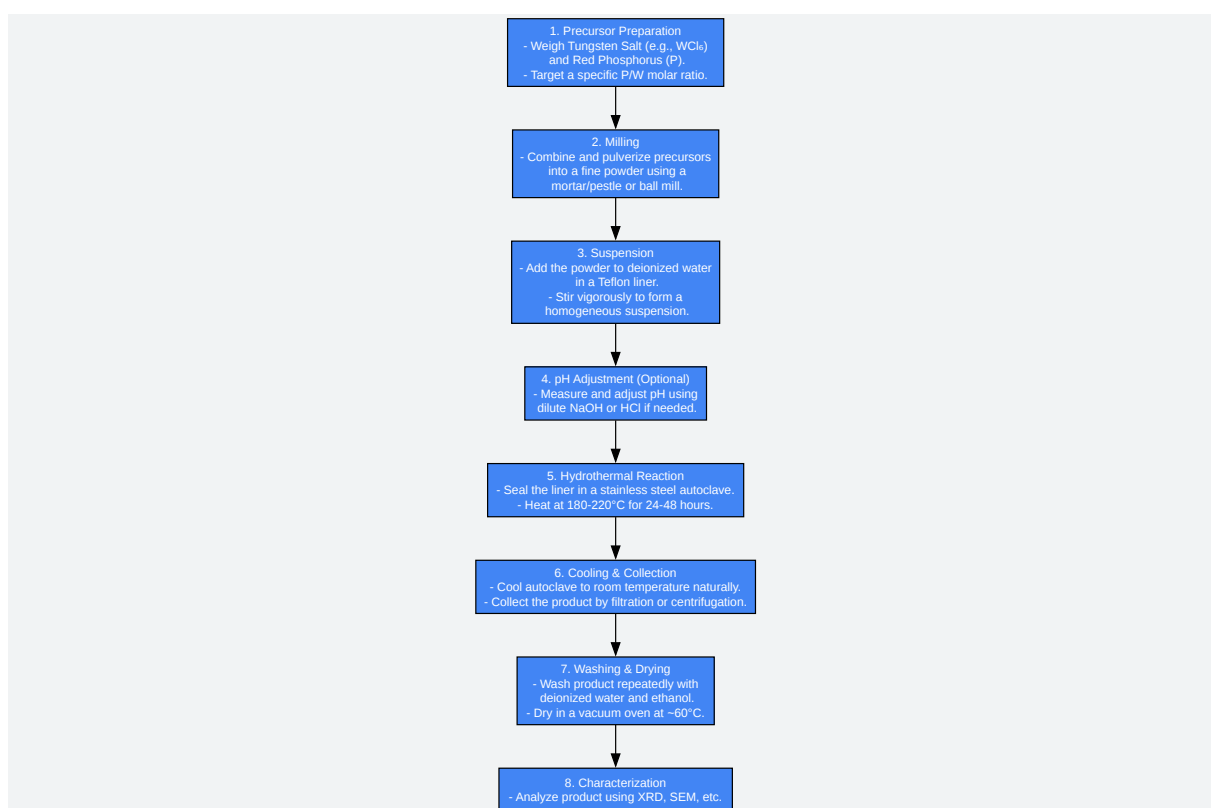 1. Precursor Preparation
- Weigh Tungsten Salt (e.g., WCl₆)
and Red Phosphorus (P).
- Target a specific P/W molar ratio.
2. Milling
- Combine and pulverize precursors
into a fine powder using a
mortar/pestle or ball mill.
3. Suspension
- Add the powder to deionized water
in a Teflon liner.
- Stir vigorously to form a
homogeneous suspension.
4. pH Adjustment (Optional)
- Measure and adjust pH using
dilute NaOH or HCl if needed.
5. Hydrothermal Reaction
- Seal the liner in a stainless steel autoclave.
- Heat at 180-220°C for 24-48 hours.
6. Cooling & Collection
- Cool autoclave to room temperature naturally.
- Collect the product by filtration or centrifugation.
7. Washing & Drying
- Wash product repeatedly with
deionized water and ethanol.
- Dry in a vacuum oven at ~60°C.
8. Characterization
- Analyze product using XRD, SEM, etc.